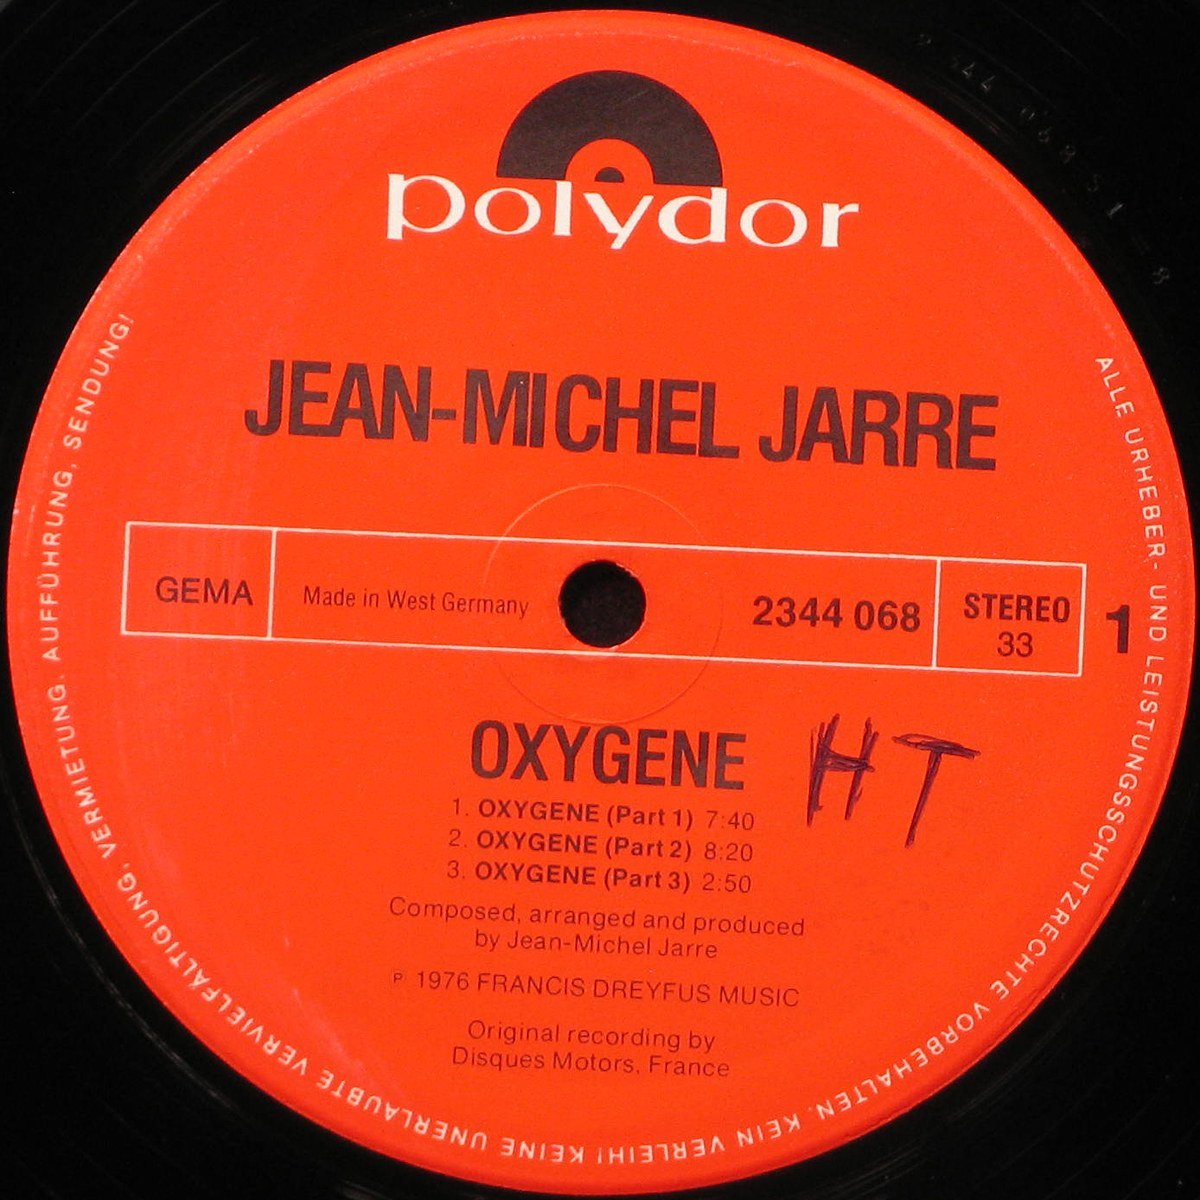 polydor
JEAN-MICHEL JARRE
GEMA
Made in West Germany
2344 068
STEREO
33
1
OXYGENE
HT
1. OXYGENE (Part 1) 7:40
2. OXYGENE (Part 2) 8:20
3. OXYGENE (Part 3) 2:50
Composed, arranged and produced
by Jean-Michel Jarre
P 1976 FRANCIS DREYFUS MUSIC
Original recording by
Disques Motors, France
ALLE URHEBER- UND LEISTUNGSSCHUTZRECHTE VORBEHALTEN. KEIN VERLEIH! KEINE UNERLAUBTE VERVIELFÄLTIGUNG, VERMIETUNG, AUFFÜHRUNG, SENDUNG!